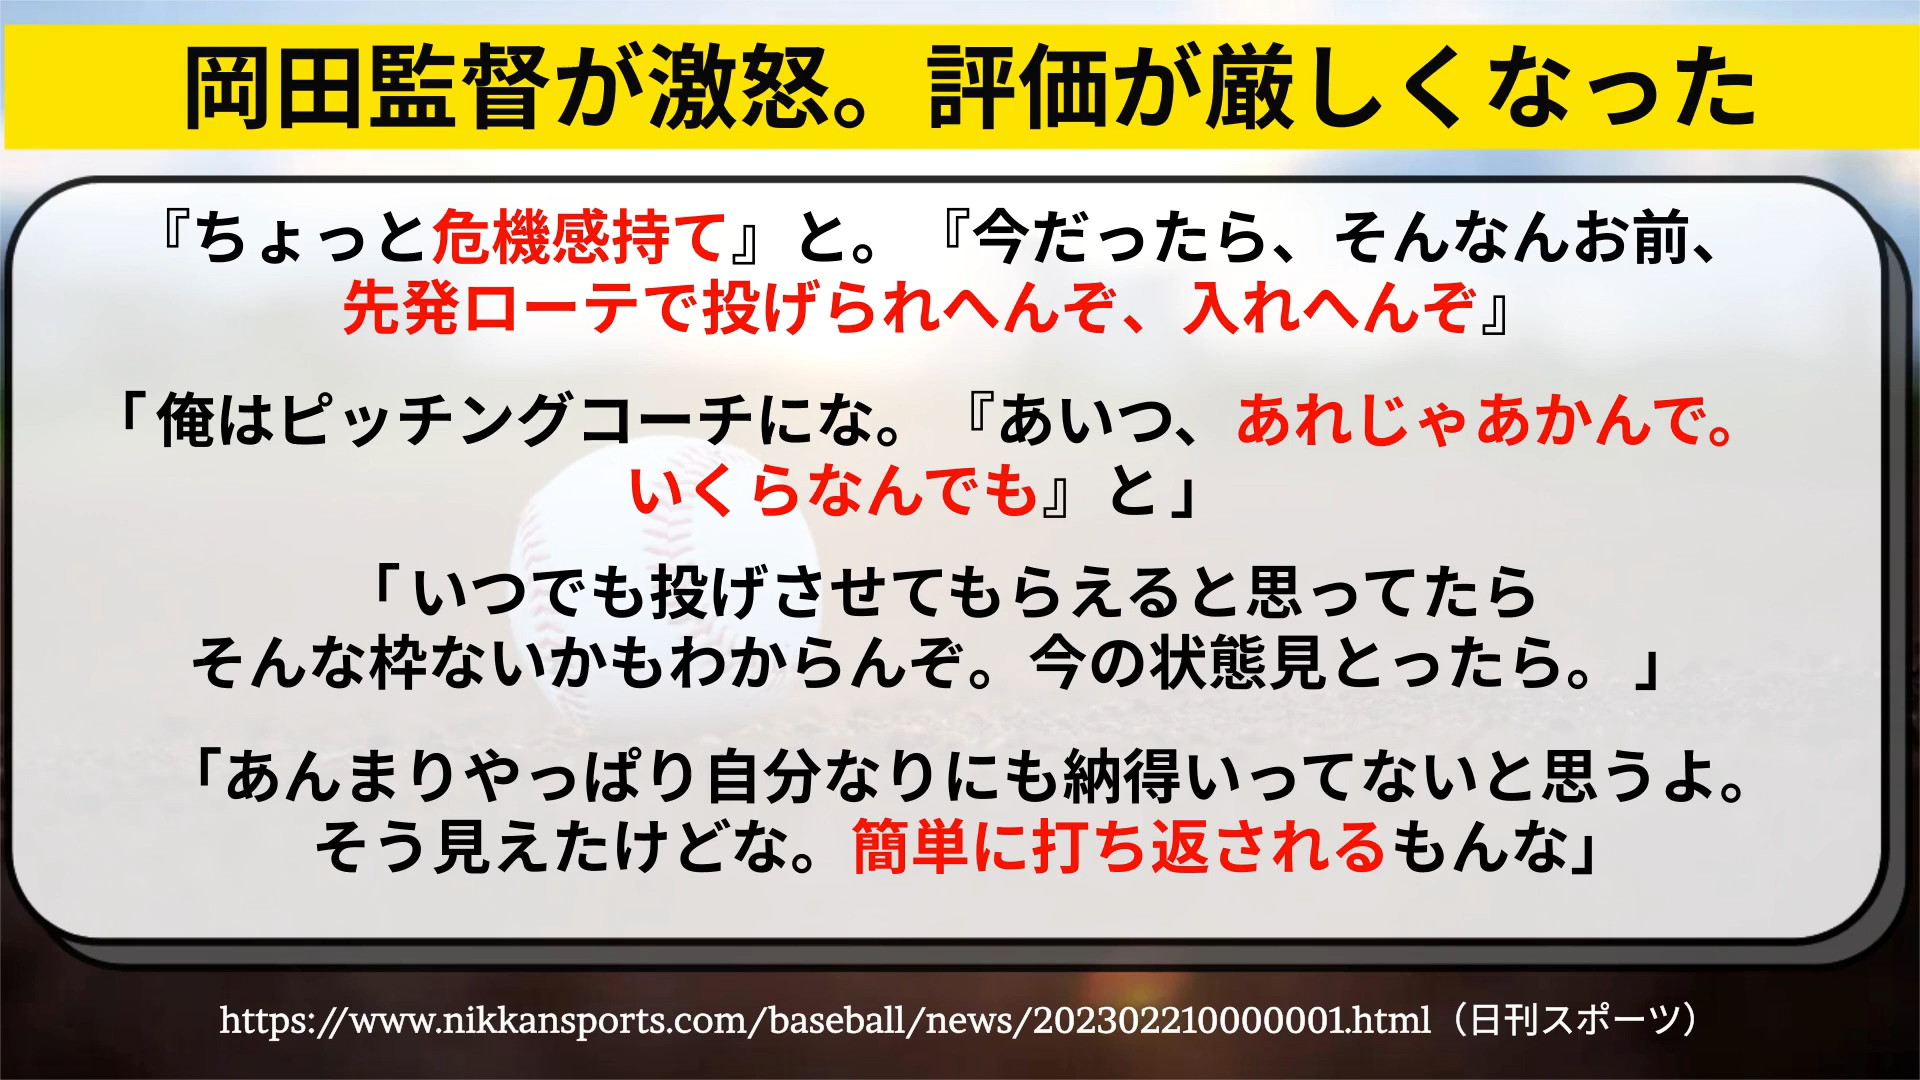 岡田監督が激怒。評価が厳しくなった
『ちょっと危機感持て』と。『今だったら、そんなんお前、
先発ローテで投げられへんぞ、入れへんぞ』
「俺はピッチングコーチにな。『あいつ、あれじゃあかんで。
いくらなんでも』と」
「いつでも投げさせてもらえると思ってたら
そんな枠ないかもわからんぞ。今の状態見とったら。」
「あんまりやっぱり自分なりにも納得いってないと思うよ。
そう見えたけどな。簡単に打ち返されるもんな」
https://www.nikkansports.com/baseball/news/202302210000001.html（日刊スポーツ）